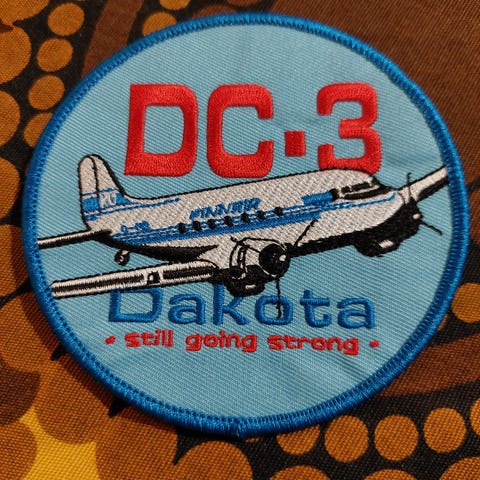 DC-3
FINNAIR
Dakota
• still going strong •